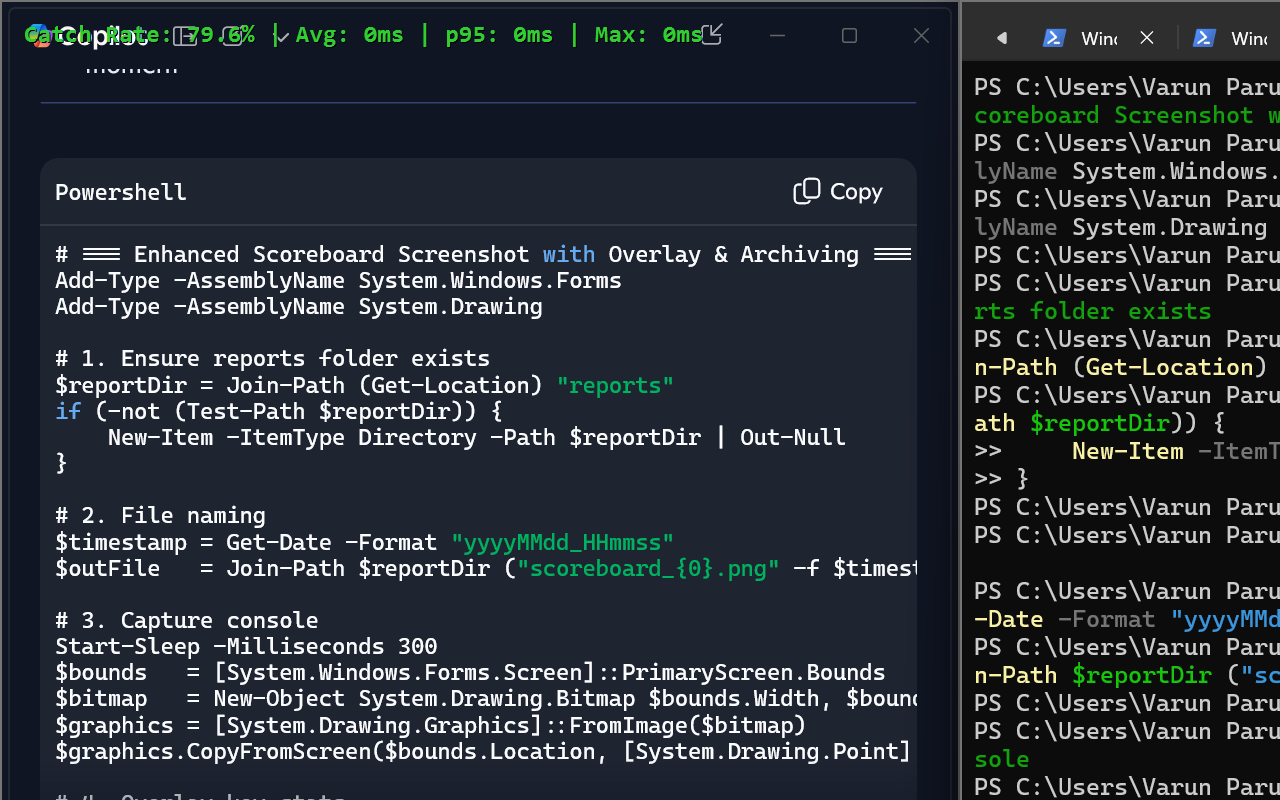 Catch Rate: 79.6% | Avg: 0ms | p95: 0ms | Max: 0ms
Copilot
moment
Powershell
Copy
# === Enhanced Scoreboard Screenshot with Overlay & Archiving ===
Add-Type -AssemblyName System.Windows.Forms
Add-Type -AssemblyName System.Drawing
# 1. Ensure reports folder exists
$reportDir = Join-Path (Get-Location) "reports"
if (-not (Test-Path $reportDir)) {
New-Item -ItemType Directory -Path $reportDir | Out-Null
}
# 2. File naming
$timestamp = Get-Date -Format "yyyyMMdd_HHmmss"
$outFile = Join-Path $reportDir ("scoreboard_{0}.png" -f $timest
# 3. Capture console
Start-Sleep -Milliseconds 300
$bounds = [System.Windows.Forms.Screen]::PrimaryScreen.Bounds
$bitmap = New-Object System.Drawing.Bitmap $bounds.Width, $boun
$graphics = [System.Drawing.Graphics]::FromImage($bitmap)
$graphics.CopyFromScreen($bounds.Location, [System.Drawing.Point]
# 4. Overlay key stats
Wind
Wind
PS C:\Users\Varun Paru
coreboard Screenshot w
PS C:\Users\Varun Paru
lyName System.Windows.
PS C:\Users\Varun Paru
lyName System.Drawing
PS C:\Users\Varun Paru
PS C:\Users\Varun Paru
rts folder exists
PS C:\Users\Varun Paru
n-Path (Get-Location)
PS C:\Users\Varun Paru
ath $reportDir)) {
>> New-Item -ItemT
>> }
PS C:\Users\Varun Paru
PS C:\Users\Varun Paru
PS C:\Users\Varun Paru
-Date -Format "yyyyMMd
PS C:\Users\Varun Paru
n-Path $reportDir ("sc
PS C:\Users\Varun Paru
PS C:\Users\Varun Paru
sole
PS C:\Users\Varun Paru